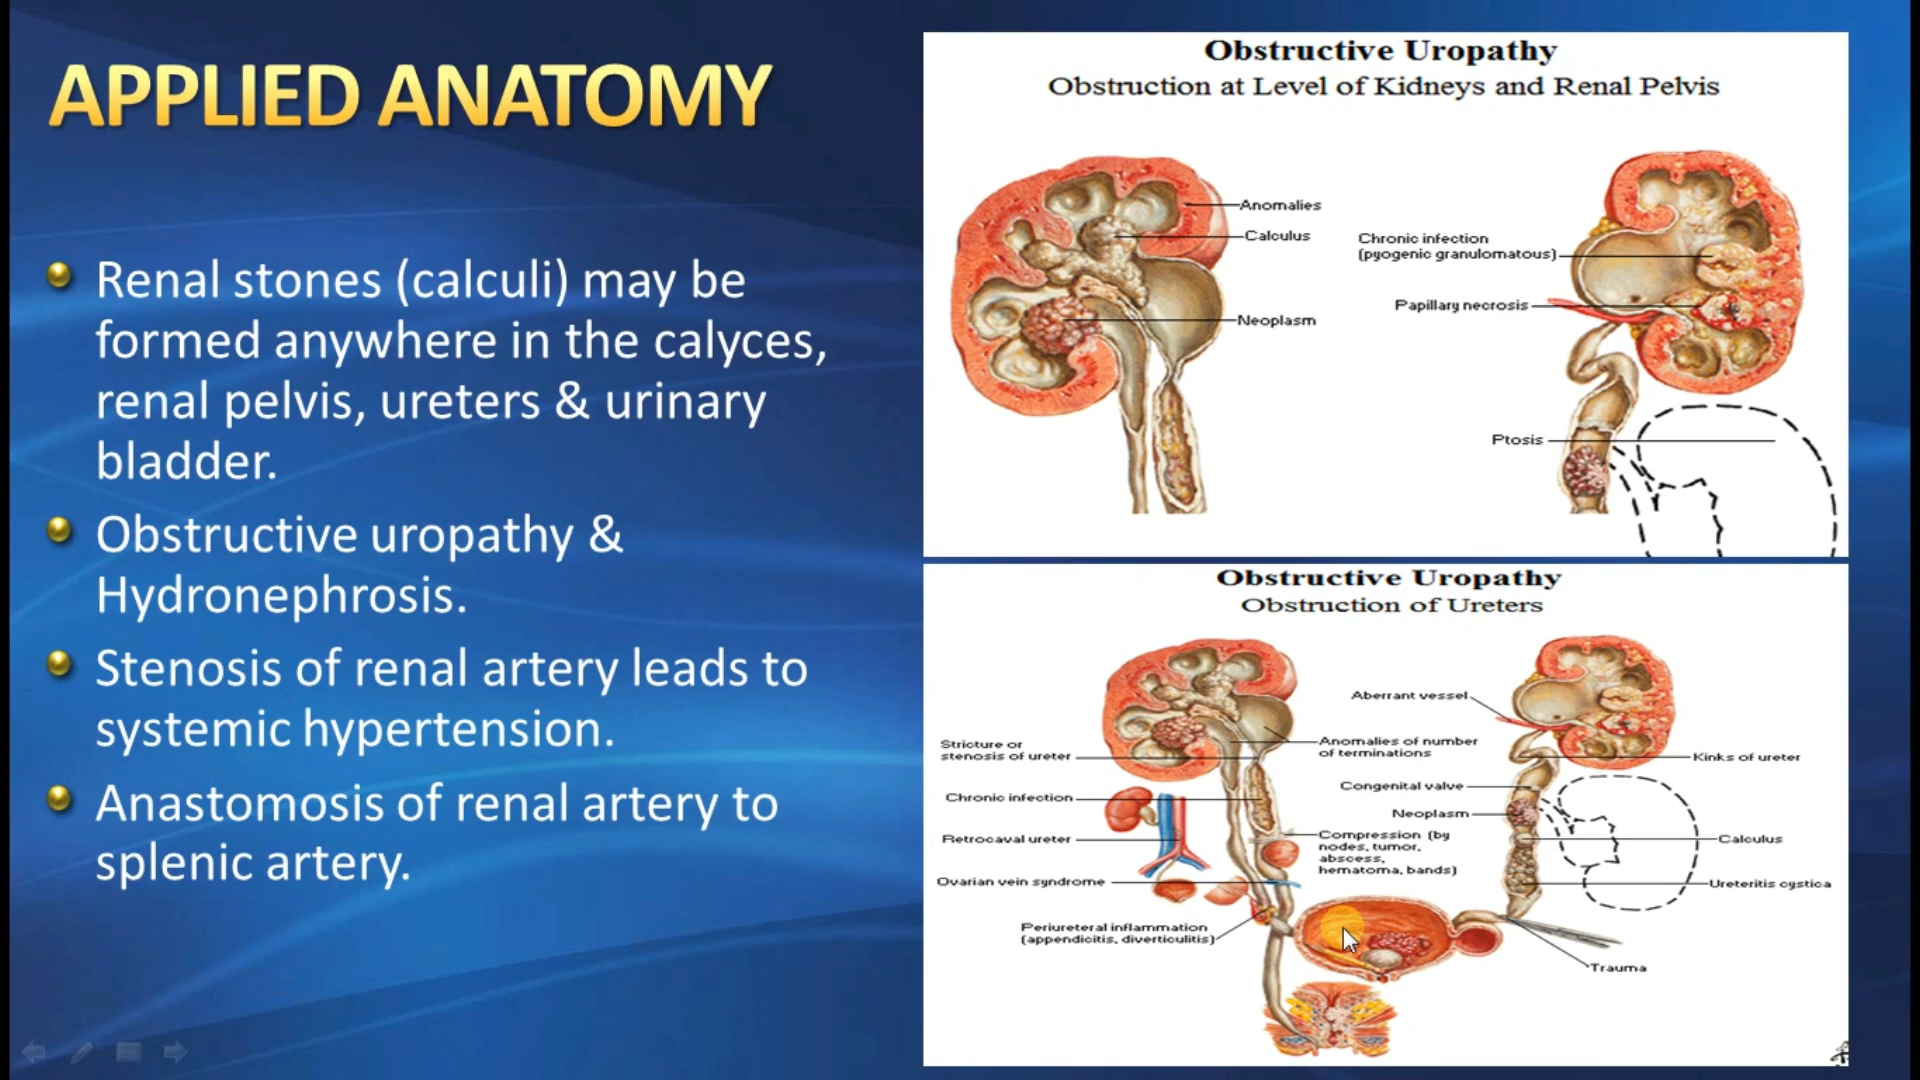 APPLIED ANATOMY
Renal stones (calculi) may be
formed anywhere in the calyces,
renal pelvis, ureters & urinary
bladder.
Obstructive uropathy &
Hydronephrosis.
Stenosis of renal artery leads to
systemic hypertension.
Anastomosis of renal artery to
splenic artery.
Obstructive Uropathy
Obstruction at Level of Kidneys and Renal Pelvis
Anomalies
Calculus
Neoplasm
Chronic infection
(pyogenic granulomatous)
Papillary necrosis
Ptosis
Obstructive Uropathy
Obstruction of Ureters
Stricture or
stenosis of ureter
Chronic infection
Retrocaval ureter
Ovarian vein syndrome
Periureteral inflammation
(appendicitis, diverticulitis)
Aberrant vessel
Anomalies of number
of terminations
Congenital valve
Neoplasm
Compression (by
nodes, tumor,
abscess,
hematoma, bands)
Kinks of ureter
Calculus
Ureteritis cystica
Trauma